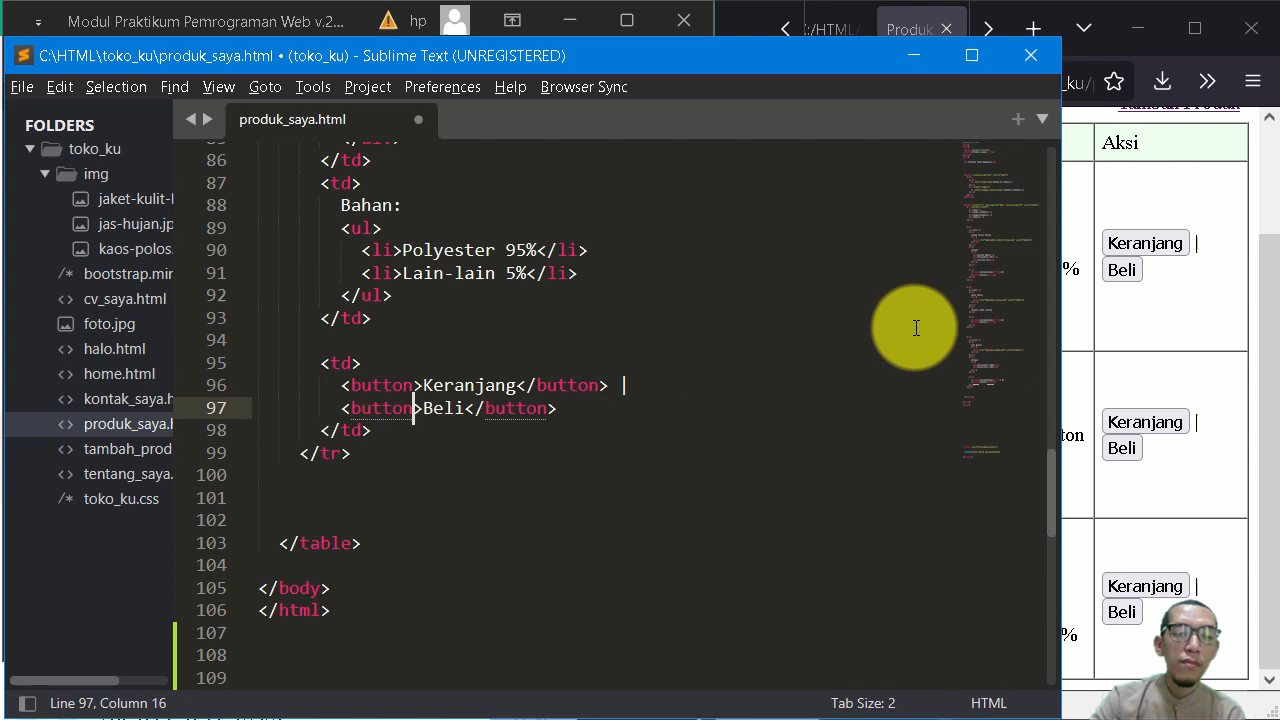 Modul Praktikum Pemrograman Web v.2...
hp
:/HTML/
Produk
C:\HTML\toko_ku\produk_saya.html • (toko_ku) - Sublime Text (UNREGISTERED)
File Edit Selection Find View Goto Tools Project Preferences Help Browser Sync
_ku/
FOLDERS
toko_ku
img
jaket-kulit-
jas-hujan.jp
kaos-polos
bootstrap.min
cv_saya.html
foto.jpg
halo.html
home.html
kontak_saya.h
produk_saya.h
tambah_prod
tentang_saya.
toko_ku.css
produk_saya.html
86 </td>
87 <td>
88 Bahan:
89 <ul>
90 <li>Polyester 95%</li>
91 <li>Lain-lain 5%</li>
92 </ul>
93 </td>
94
95 <td>
96 <button>Keranjang</button> |
97 <button>Beli</button>
98 </td>
99 </tr>
100
101
102
103 </table>
104
105 </body>
106 </html>
107
108
109
Aksi
Keranjang |
%
Beli
Keranjang |
ton
Beli
Keranjang |
Beli
%
Line 97, Column 16
Tab Size: 2
HTML